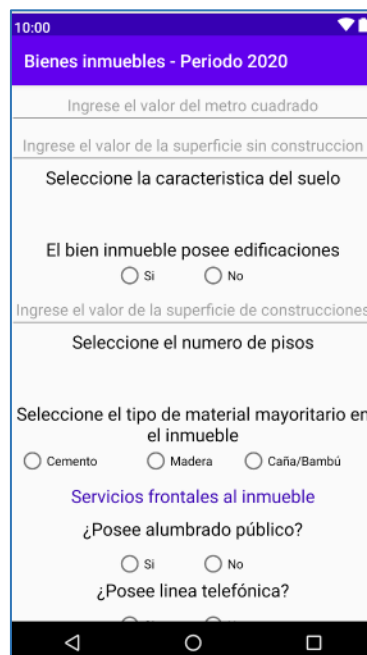 10:00
Bienes inmuebles - Periodo 2020
Ingrese el valor del metro cuadrado
Ingrese el valor de la superficie sin construccion
Seleccione la caracteristica del suelo
El bien inmueble posee edificaciones
Si No
Ingrese el valor de la superficie de construcciones
Seleccione el numero de pisos
Seleccione el tipo de material mayoritario en
el inmueble
Cemento Madera Caña/Bambú
Servicios frontales al inmueble
¿Posee alumbrado público?
Si No
¿Posee linea telefónica?